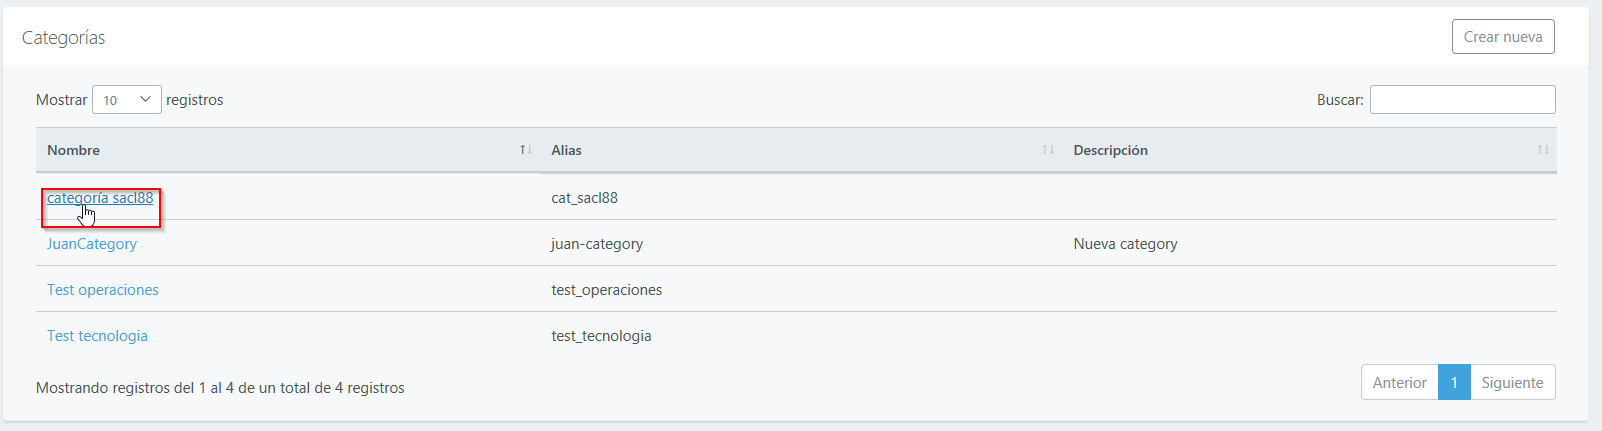 Categorías
Crear nueva
Mostrar 10 registros
Buscar:
Nombre Alias Descripción
categoría sacl88 cat_sacl88
JuanCategory juan-category Nueva category
Test operaciones test_operaciones
Test tecnologia test_tecnologia
Mostrando registros del 1 al 4 de un total de 4 registros
Anterior 1 Siguiente